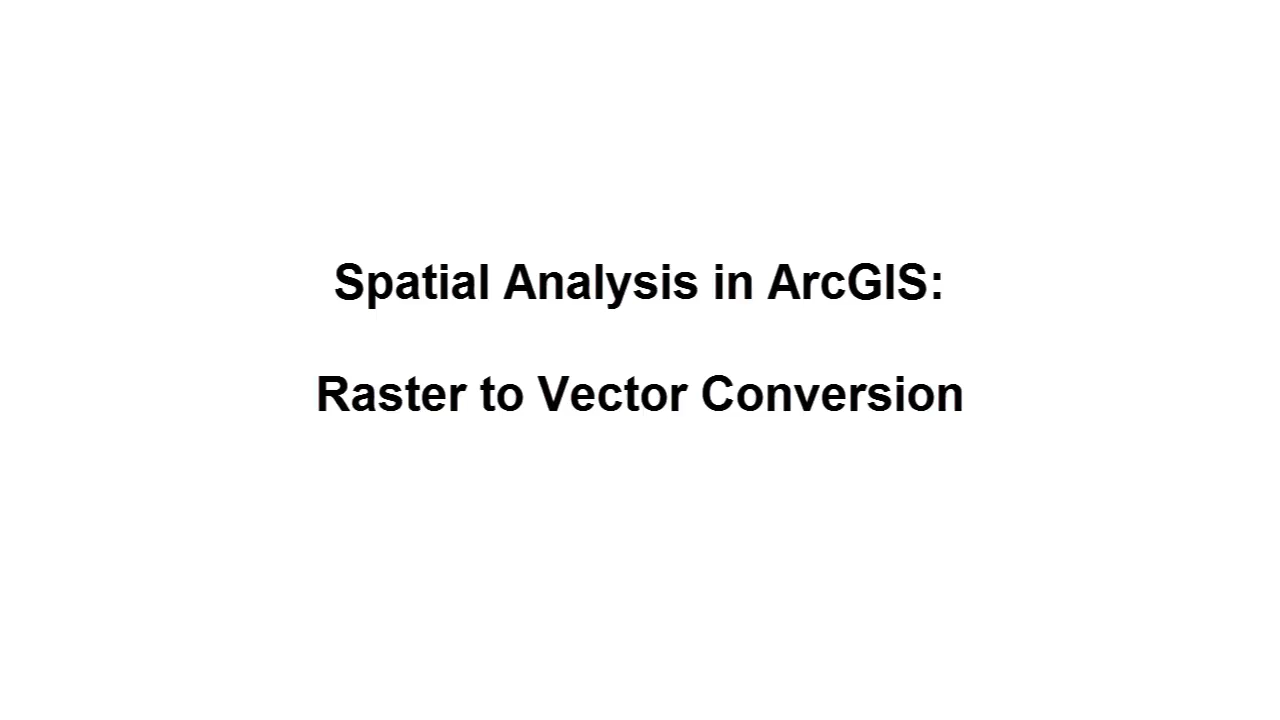 Spatial Analysis in ArcGIS:
Raster to Vector Conversion